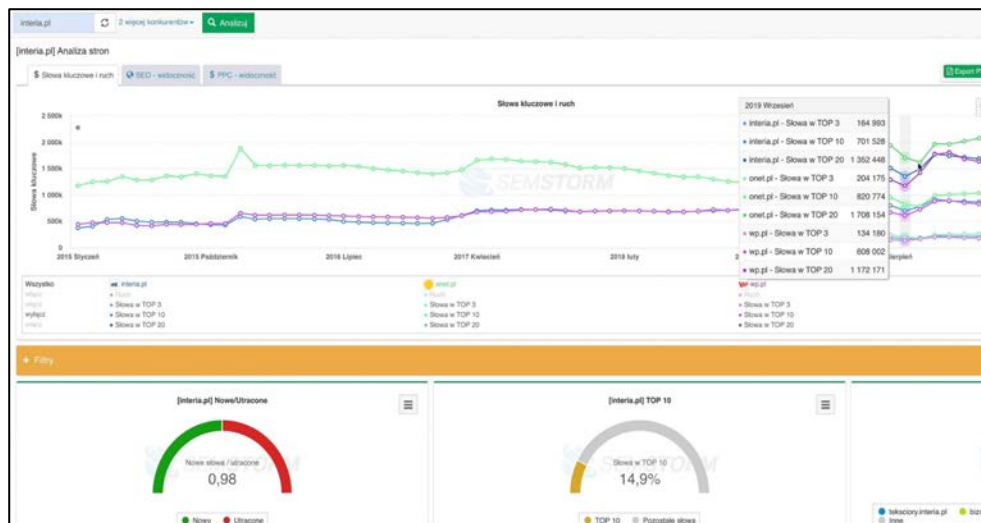 interia.pl 2 więcej konkurentów Analizuj
[interia.pl] Analiza stron
$ Słowa kluczowe i ruch SEO - widoczność $ PPC - widoczność Export
Słowa kluczowe i ruch
2 500k
2 000k
1 500k
1 000k
500k
0
Słowa kluczowe
SEMSTORM
2015 Styczeń 2015 Październik 2016 Lipiec 2017 Kwiecień 2018 luty
2019 Wrzesień
interia.pl - Słowa w TOP 3 164 993
interia.pl - Słowa w TOP 10 701 528
interia.pl - Słowa w TOP 20 1 352 448
onet.pl - Słowa w TOP 3 204 175
onet.pl - Słowa w TOP 10 820 774
onet.pl - Słowa w TOP 20 1 708 154
wp.pl - Słowa w TOP 3 134 180
wp.pl - Słowa w TOP 10 608 002
wp.pl - Słowa w TOP 20 1 172 171
Wszystko interia.pl onet.pl wp.pl
włącz Ruch Ruch Ruch
włącz Słowa w TOP 3 Słowa w TOP 3 Słowa w TOP 3
wyłącz Słowa w TOP 10 Słowa w TOP 10 Słowa w TOP 10
włącz Słowa w TOP 20 Słowa w TOP 20 Słowa w TOP 20
+ Filtry
[interia.pl] Nowe/Utracone
SEMSTORM
Nowe słowa / utracone
0,98
Nowy Utracone
[interia.pl] TOP 10
SEMSTORM
Słowa w TOP 10
14,9%
TOP 10 Pozostałe słowa
teksciory.interia.pl
Inne